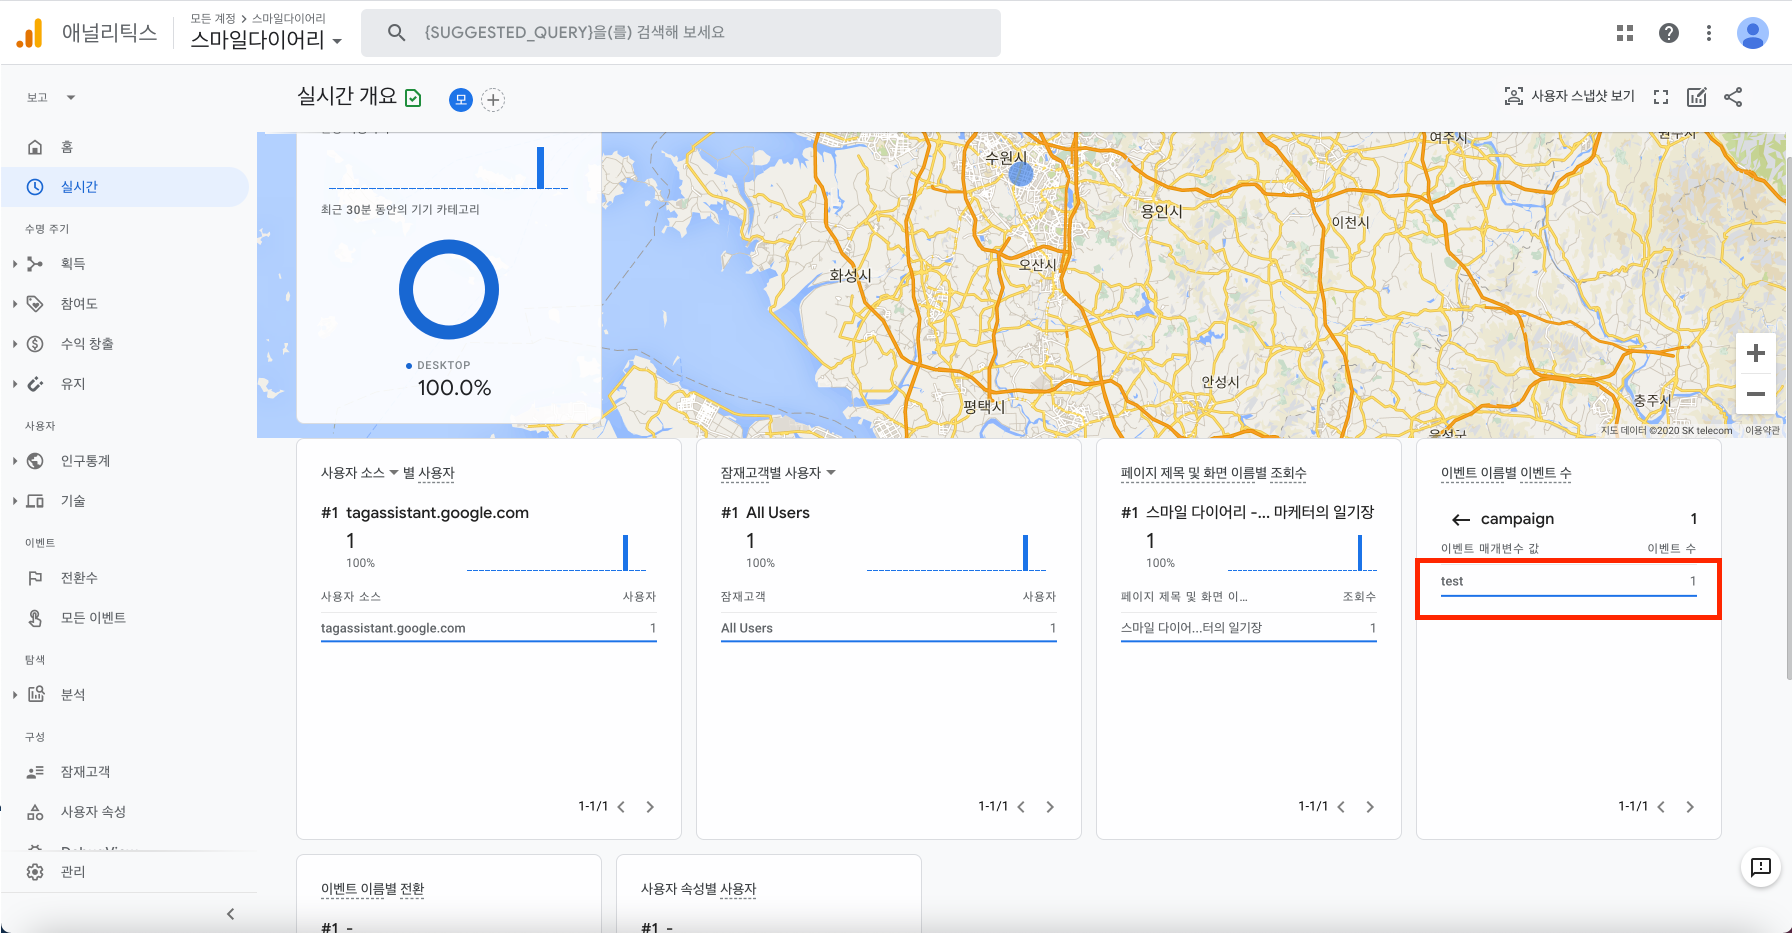 애널리틱스
모든 계정 > 스마일다이어리
스마일다이어리
{SUGGESTED_QUERY}을(를) 검색해 보세요
보고
홈
실시간
수명 주기
획득
참여도
수익 창출
유지
사용자
인구통계
기술
이벤트
전환수
모든 이벤트
탐색
분석
구성
잠재고객
사용자 속성
DebugView
관리
실시간 개요
모
사용자 스냅샷 보기
최근 30분 동안의 기기 카테고리
DESKTOP
100.0%
수원시
여주시
용인시
이천시
화성시
오산시
안성시
평택시
충주시
음성군
지도 데이터 ©2020 SK telecom
이용약관
사용자 소스 별 사용자
#1 tagassistant.google.com
1
100%
사용자 소스 사용자
tagassistant.google.com 1
1-1/1
잠재고객별 사용자
#1 All Users
1
100%
잠재고객 사용자
All Users 1
1-1/1
페이지 제목 및 화면 이름별 조회수
#1 스마일 다이어리 -... 마케터의 일기장
1
100%
페이지 제목 및 화면 이... 조회수
스마일 다이어...터의 일기장 1
1-1/1
이벤트 이름별 이벤트 수
campaign 1
이벤트 매개변수 값 이벤트 수
test 1
1-1/1
이벤트 이름별 전환
#1 -
사용자 속성별 사용자
#1 -